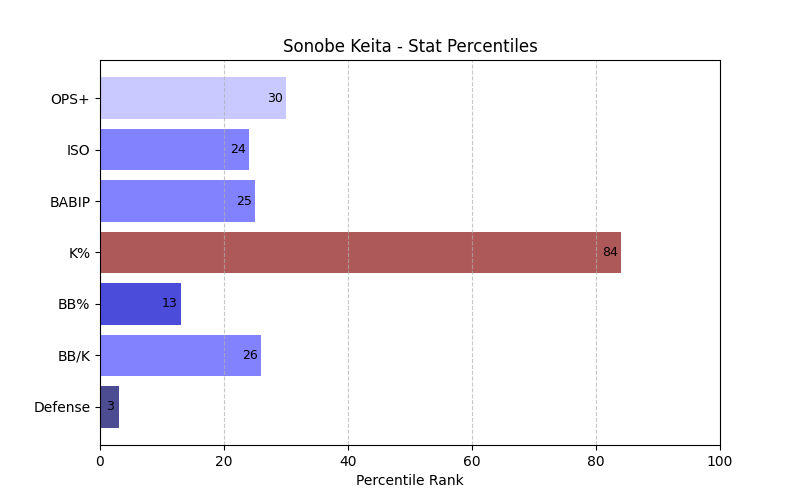 Sonobe Keita - Stat Percentiles
OPS+ 30
ISO 24
BABIP 25
K% 84
BB% 13
BB/K 26
Defense 3
0 20 40 60 80 100
Percentile Rank